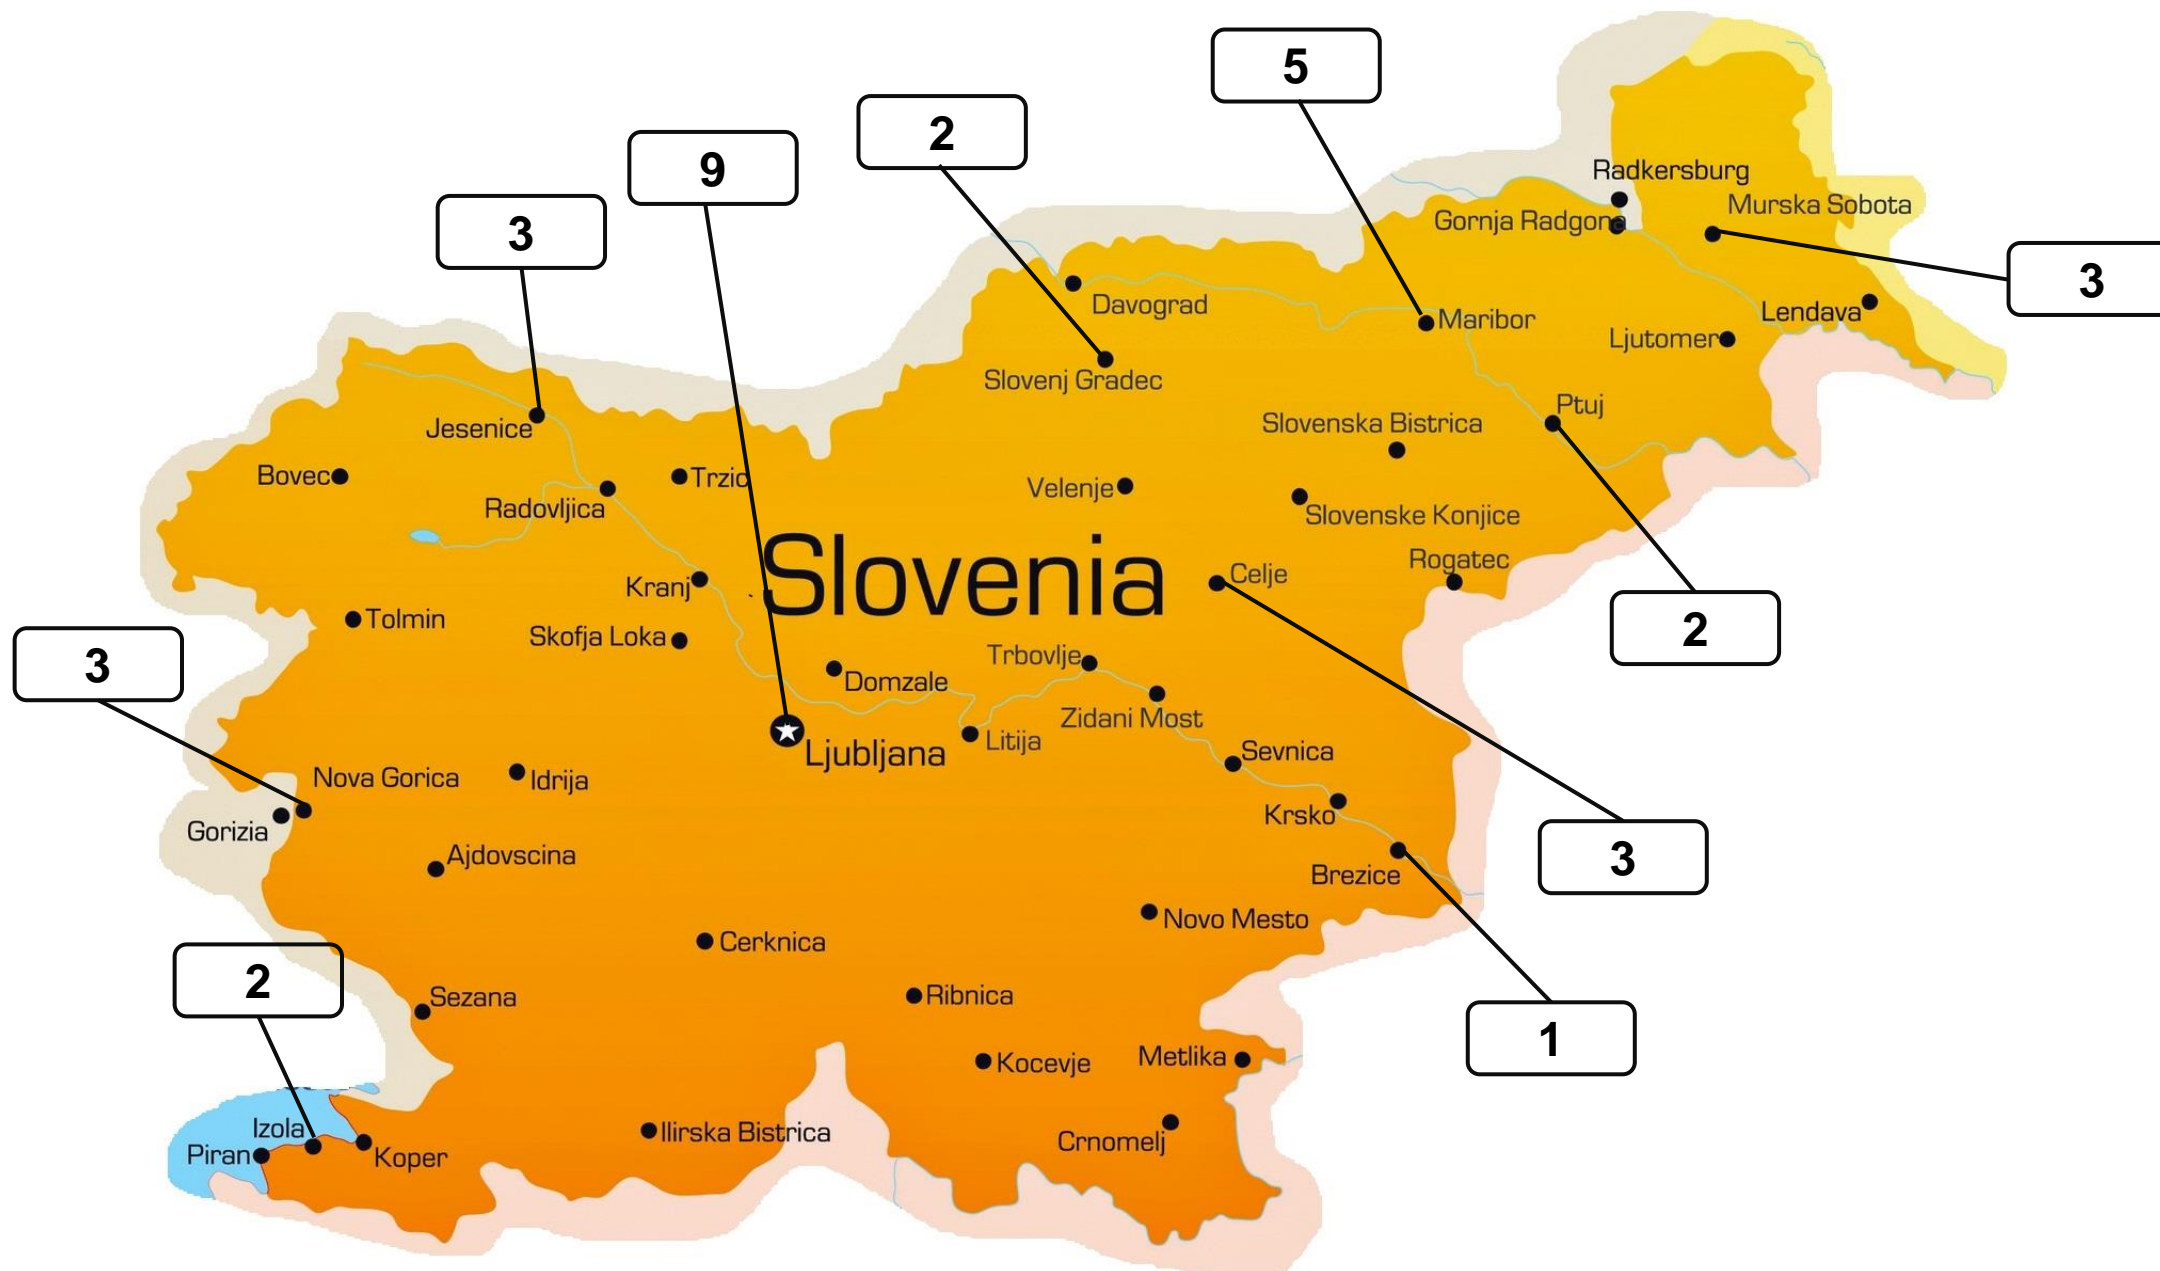 5
2
9
Radkersburg
3
Murska Sobota
Gornja Radgona
3
Davograd
Maribor
Lendava
Ljutomer
Slovenj Gradec
Ptuj
Slovenska Bistrica
Jesenice
Bovec
Trzic
Velenje
Radovljica
Slovenske Konjice
Slovenia
Rogatec
Celje
Kranj
Tolmin
2
Skofja Loka
Trbovlje
3
Domzale
Zidani Most
Litija
Ljubljana
Sevnica
Nova Gorica
Idrija
Krsko
Gorizia
3
Ajdovscina
Brezice
Novo Mesto
Cerknica
2
Sezana
Ribnica
1
Metlika
Kocevje
Izola
Ilirska Bistrica
Crnomelj
Piran
Koper